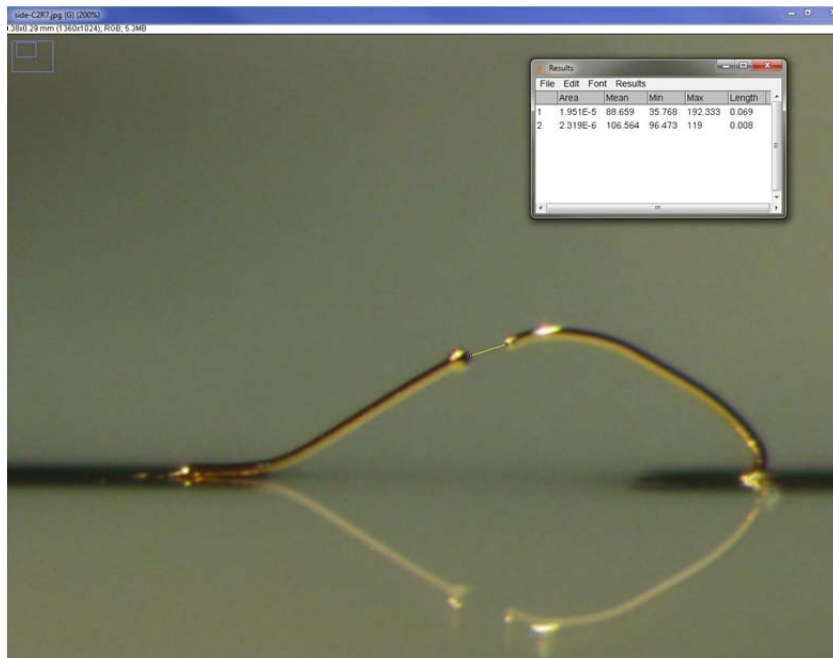 side-C2R7.jpg (G) (200%)
.38x0.29 mm (1360x1024); RGB; 5.3MB
Results
File Edit Font Results
Area Mean Min Max Length
1 1.951E-5 88.659 35.768 192.333 0.069
2 2.319E-6 106.564 96.473 119 0.008